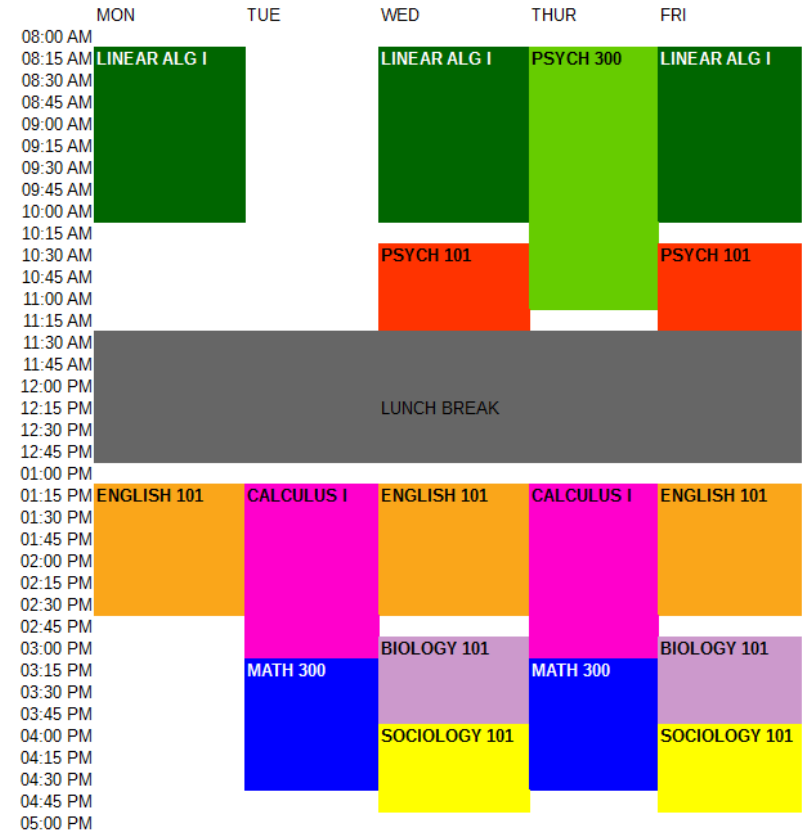 MON TUE WED THUR FRI
08:00 AM
08:15 AM LINEAR ALG I LINEAR ALG I PSYCH 300 LINEAR ALG I
08:30 AM
08:45 AM
09:00 AM
09:15 AM
09:30 AM
09:45 AM
10:00 AM
10:15 AM
10:30 AM PSYCH 101 PSYCH 101
10:45 AM
11:00 AM
11:15 AM
11:30 AM
11:45 AM
12:00 PM
12:15 PM LUNCH BREAK
12:30 PM
12:45 PM
01:00 PM
01:15 PM ENGLISH 101 CALCULUS I ENGLISH 101 CALCULUS I ENGLISH 101
01:30 PM
01:45 PM
02:00 PM
02:15 PM
02:30 PM
02:45 PM
03:00 PM BIOLOGY 101 BIOLOGY 101
03:15 PM MATH 300 MATH 300
03:30 PM
03:45 PM
04:00 PM SOCIOLOGY 101 SOCIOLOGY 101
04:15 PM
04:30 PM
04:45 PM
05:00 PM